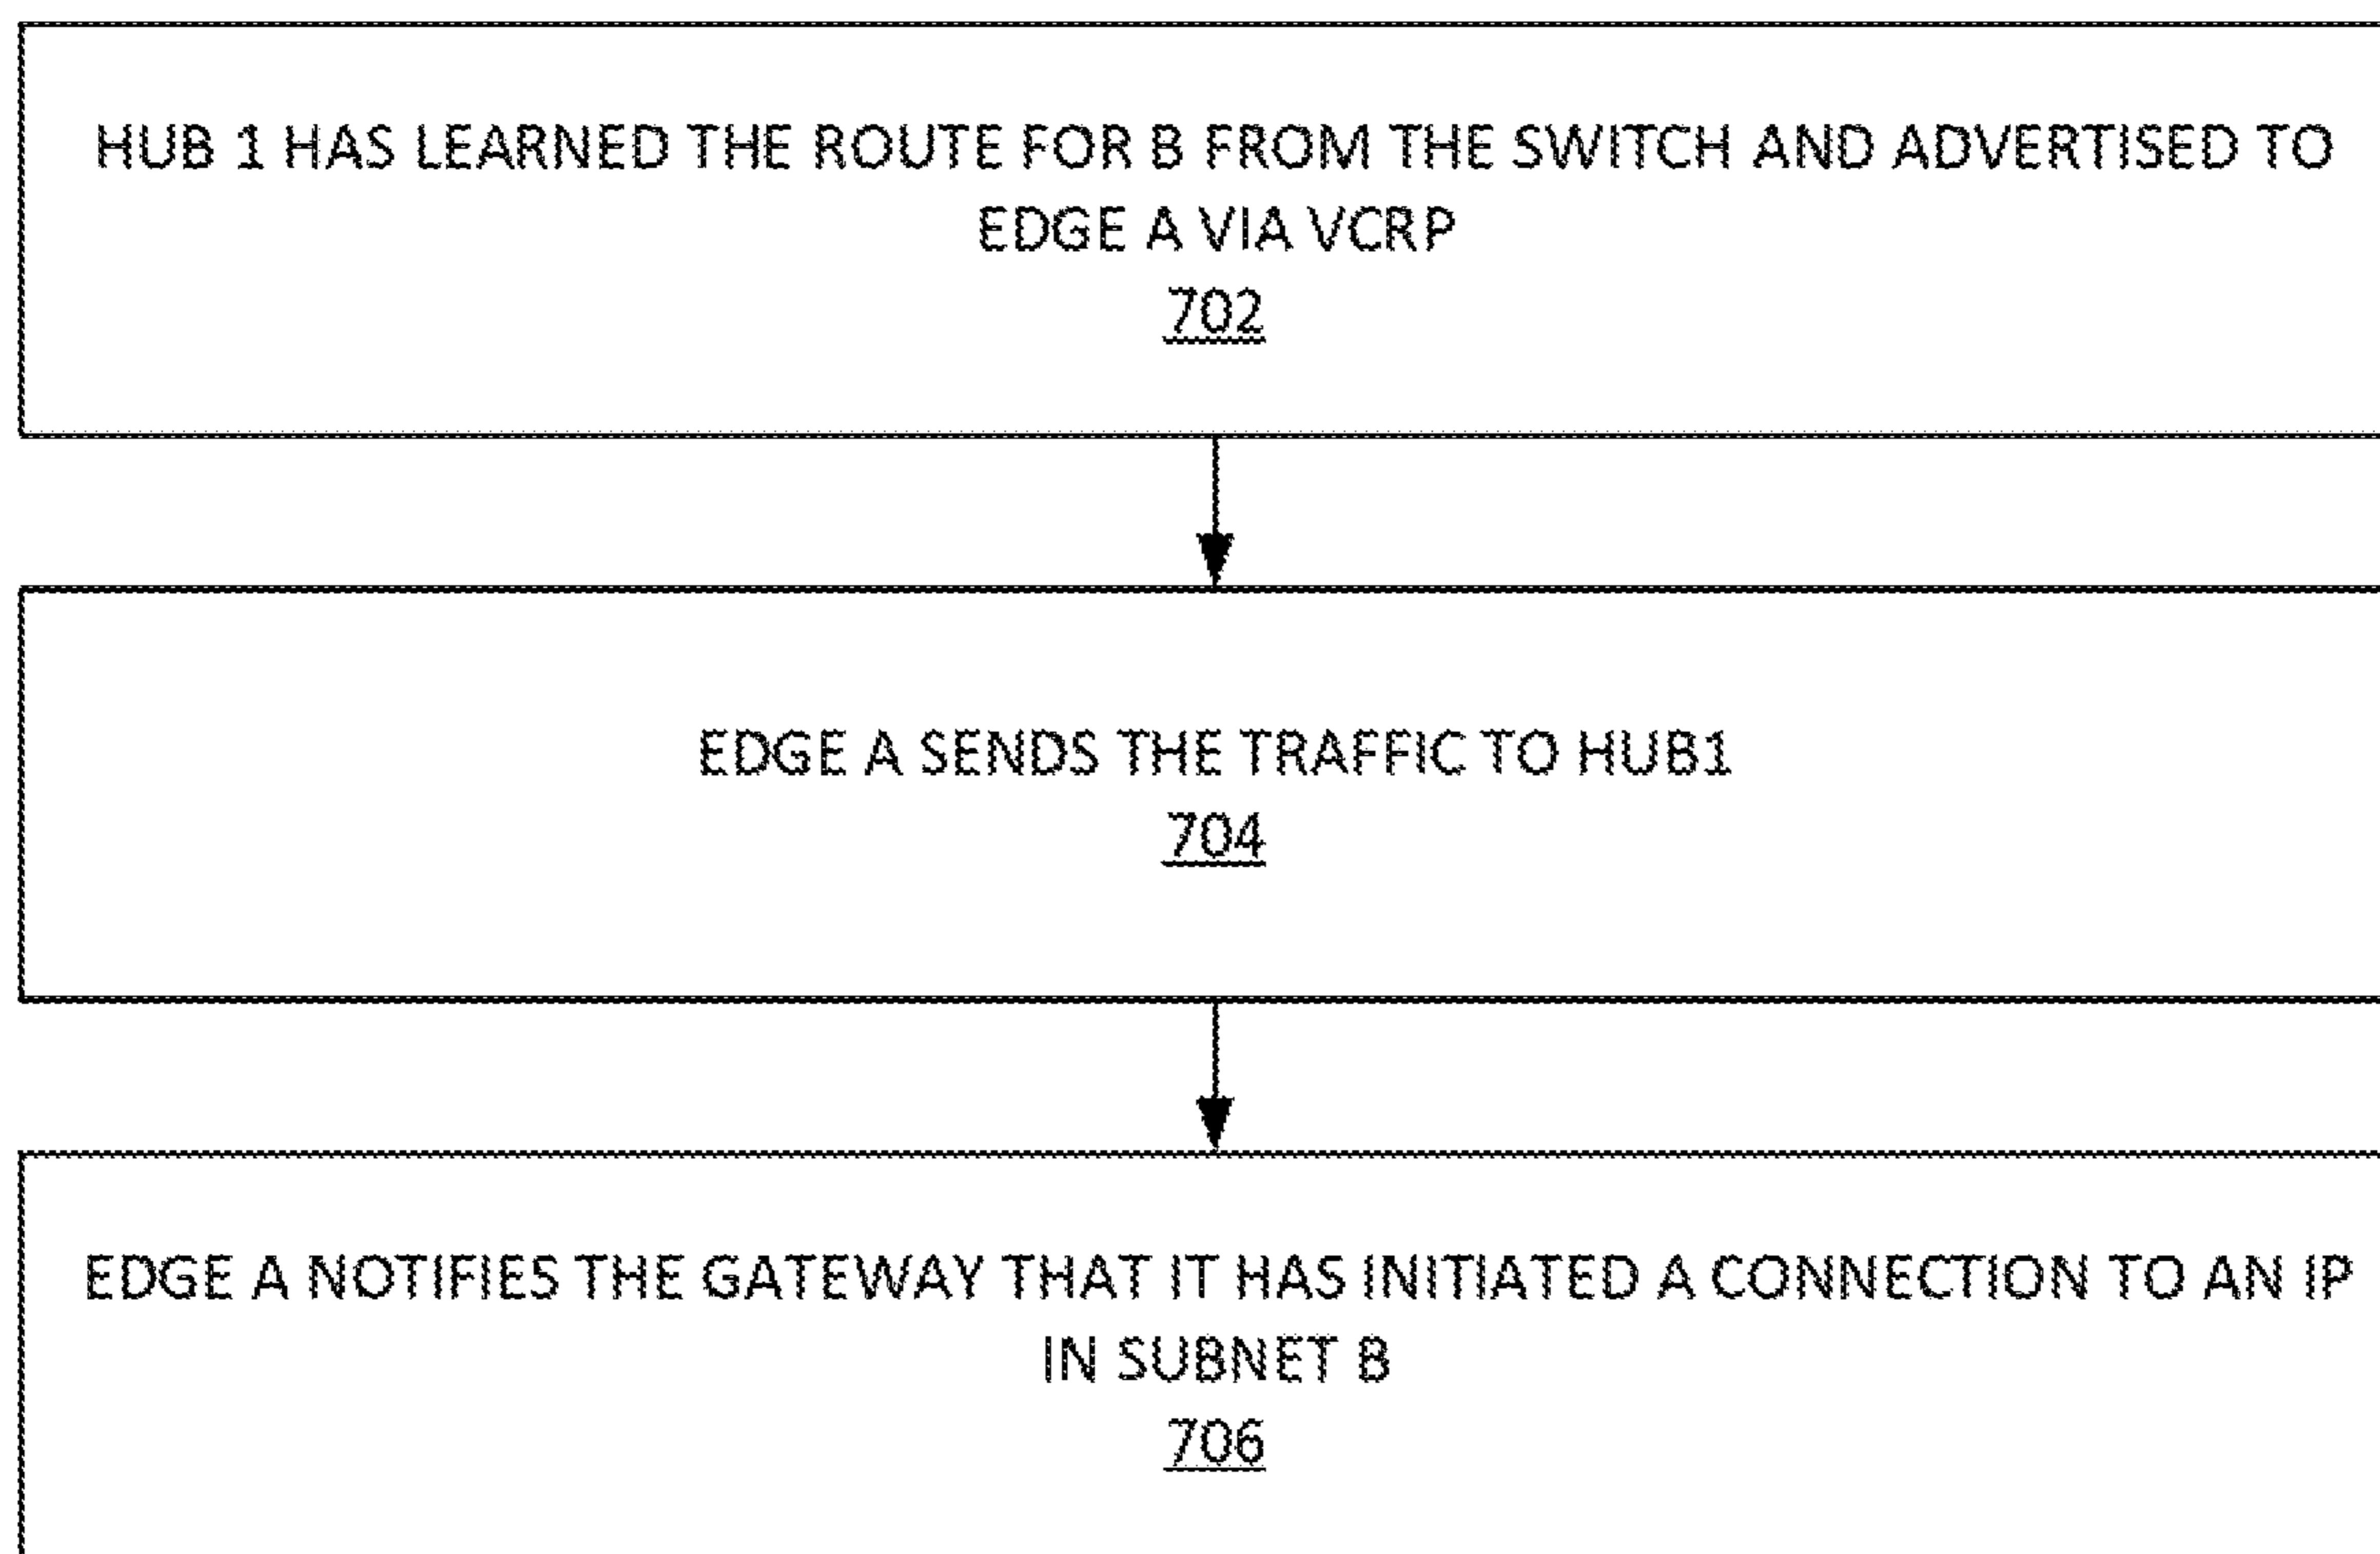 HUB 1 HAS LEARNED THE ROUTE FOR B FROM THE SWITCH AND ADVERTISED TO
EDGE A VIA VCRP
702
EDGE A SENDS THE TRAFFIC TO HUB1
704
EDGE A NOTIFIES THE GATEWAY THAT IT HAS INITIATED A CONNECTION TO AN IP
IN SUBNET B
706